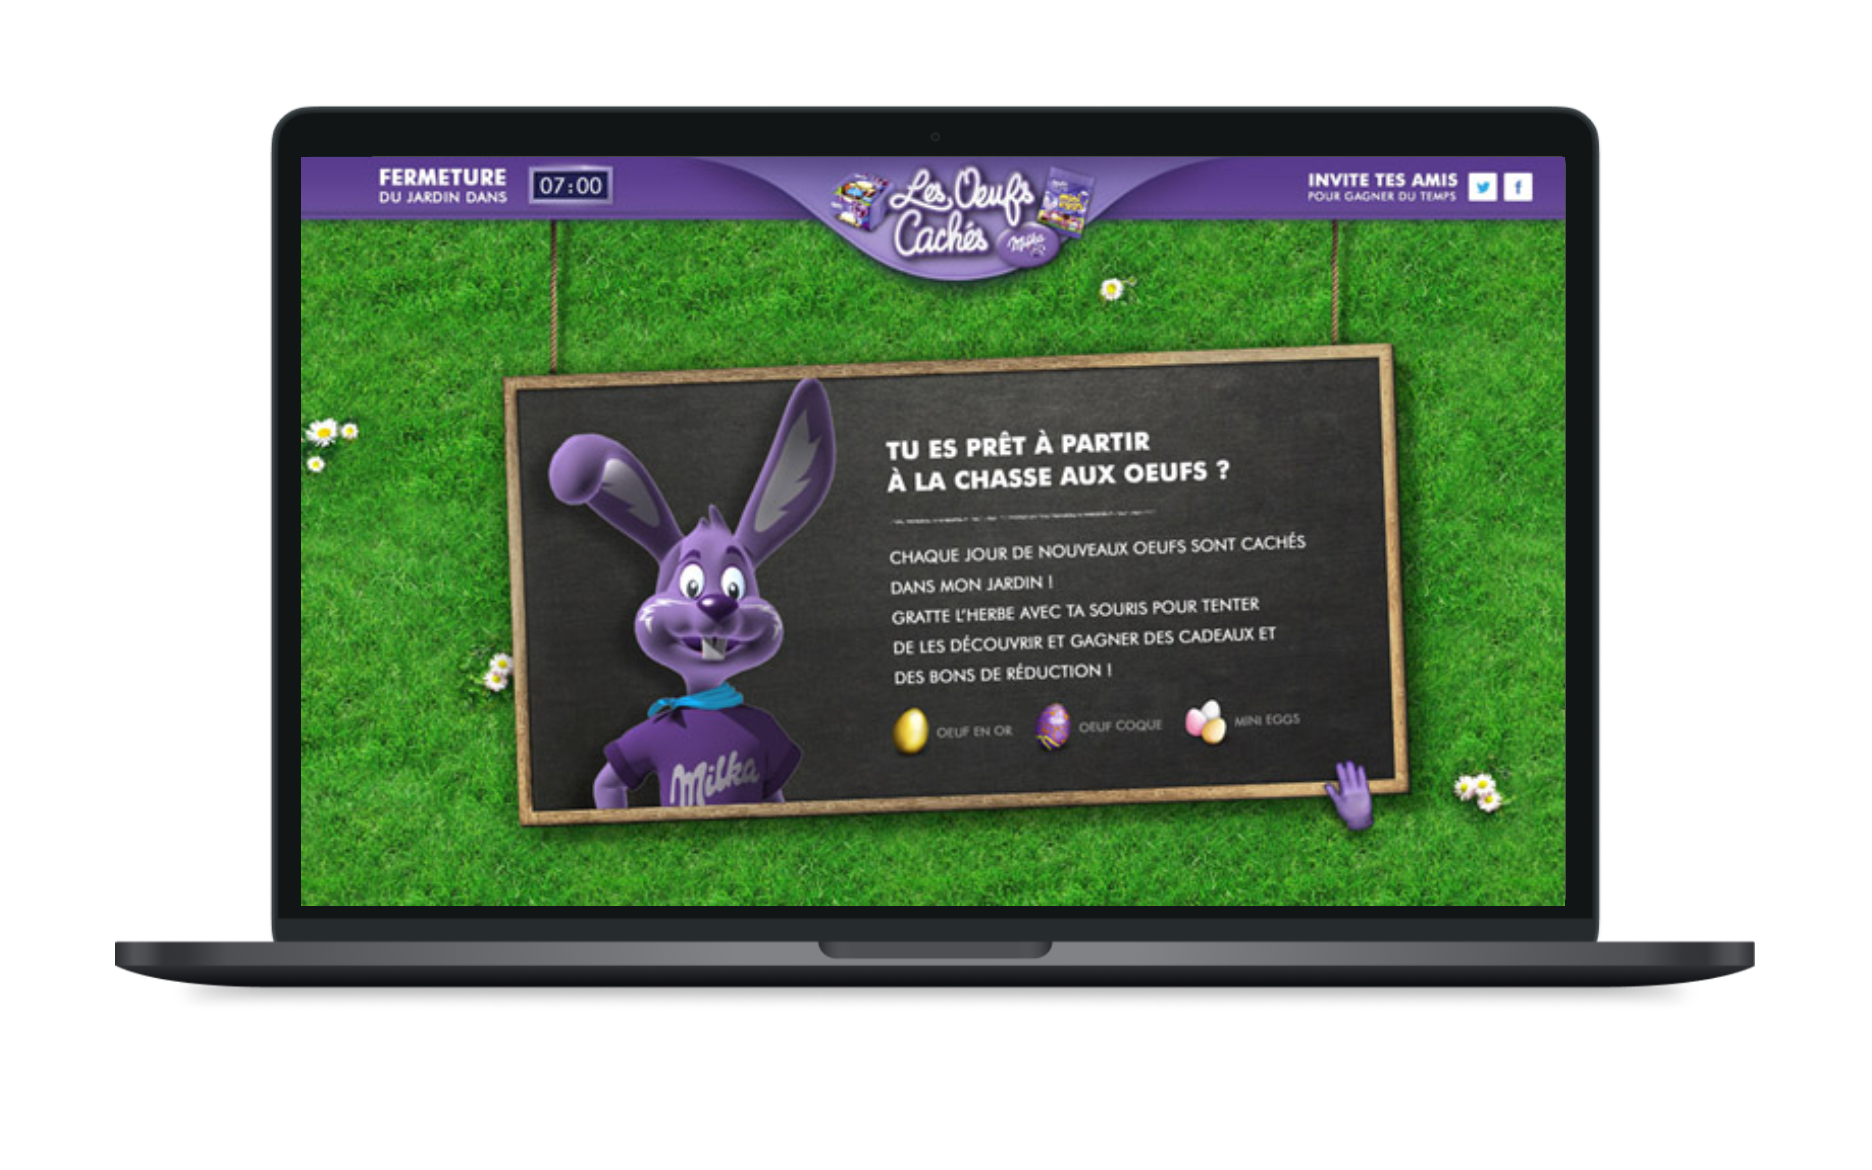 FERMETURE
DU JARDIN DANS
07:00
Les Oeufs
Cachés
Milka
INVITE TES AMIS
POUR GAGNER DU TEMPS
TU ES PRÊT À PARTIR
À LA CHASSE AUX OEUFS ?
CHAQUE JOUR DE NOUVEAUX OEUFS SONT CACHÉS
DANS MON JARDIN !
GRATTE L'HERBE AVEC TA SOURIS POUR TENTER
DE LES DÉCOUVRIR ET GAGNER DES CADEAUX ET
DES BONS DE RÉDUCTION !
OEUF EN OR
OEUF COQUE
MINI EGGS
Milka